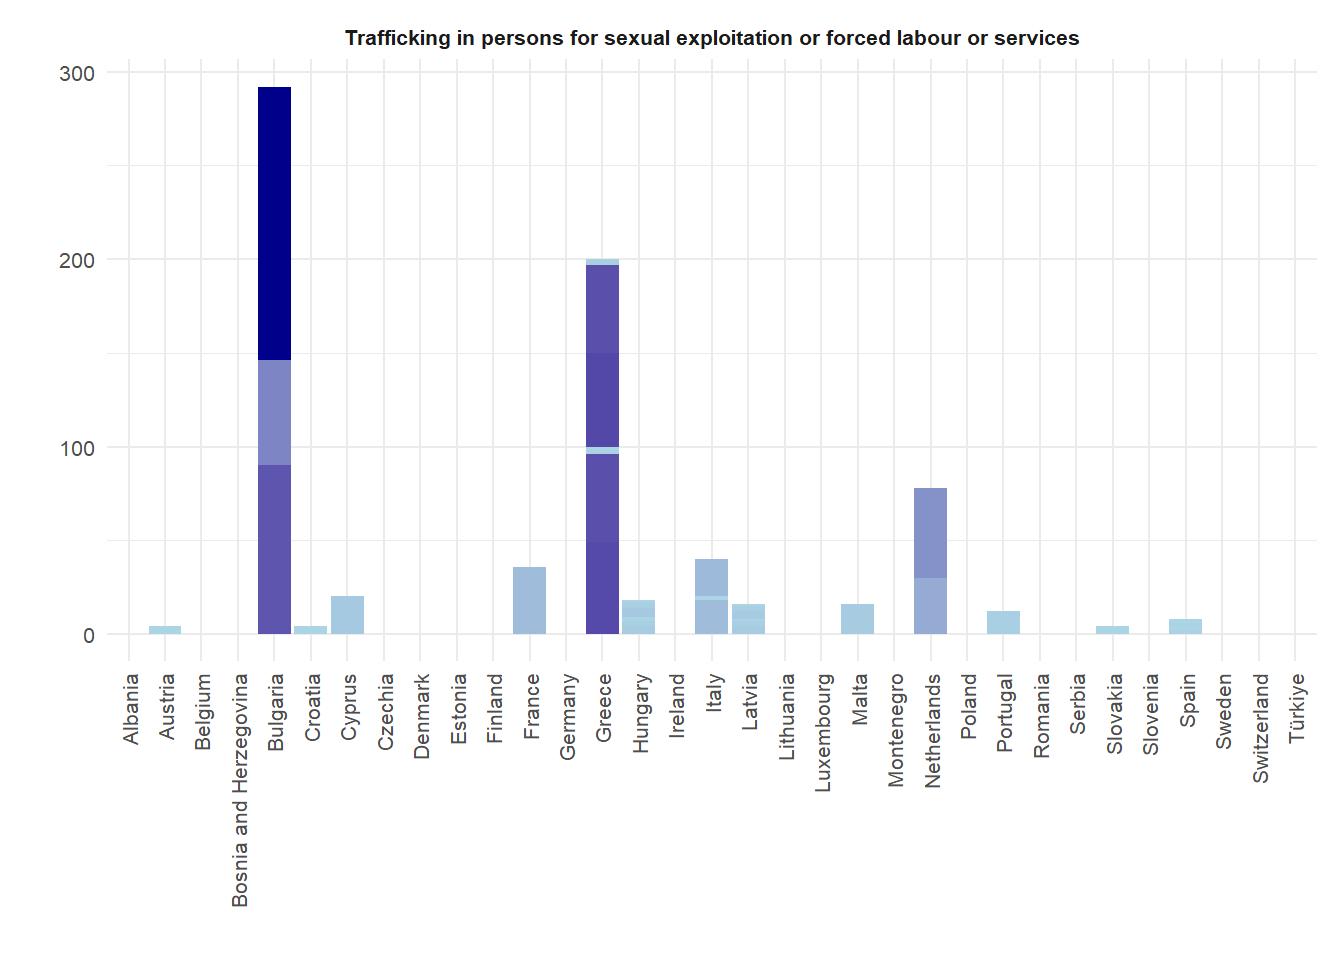 Trafficking in persons for sexual exploitation or forced labour or services
300
200
100
0
Albania
Austria
Belgium
Bosnia and Herzegovina
Bulgaria
Croatia
Cyprus
Czechia
Denmark
Estonia
Finland
France
Germany
Greece
Hungary
Ireland
Italy
Latvia
Lithuania
Luxembourg
Malta
Montenegro
Netherlands
Poland
Portugal
Romania
Serbia
Slovakia
Slovenia
Spain
Sweden
Switzerland
Türkiye